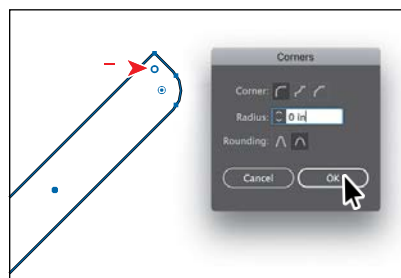 Corners
Corner:
Radius: 0 in
Rounding:
Cancel OK